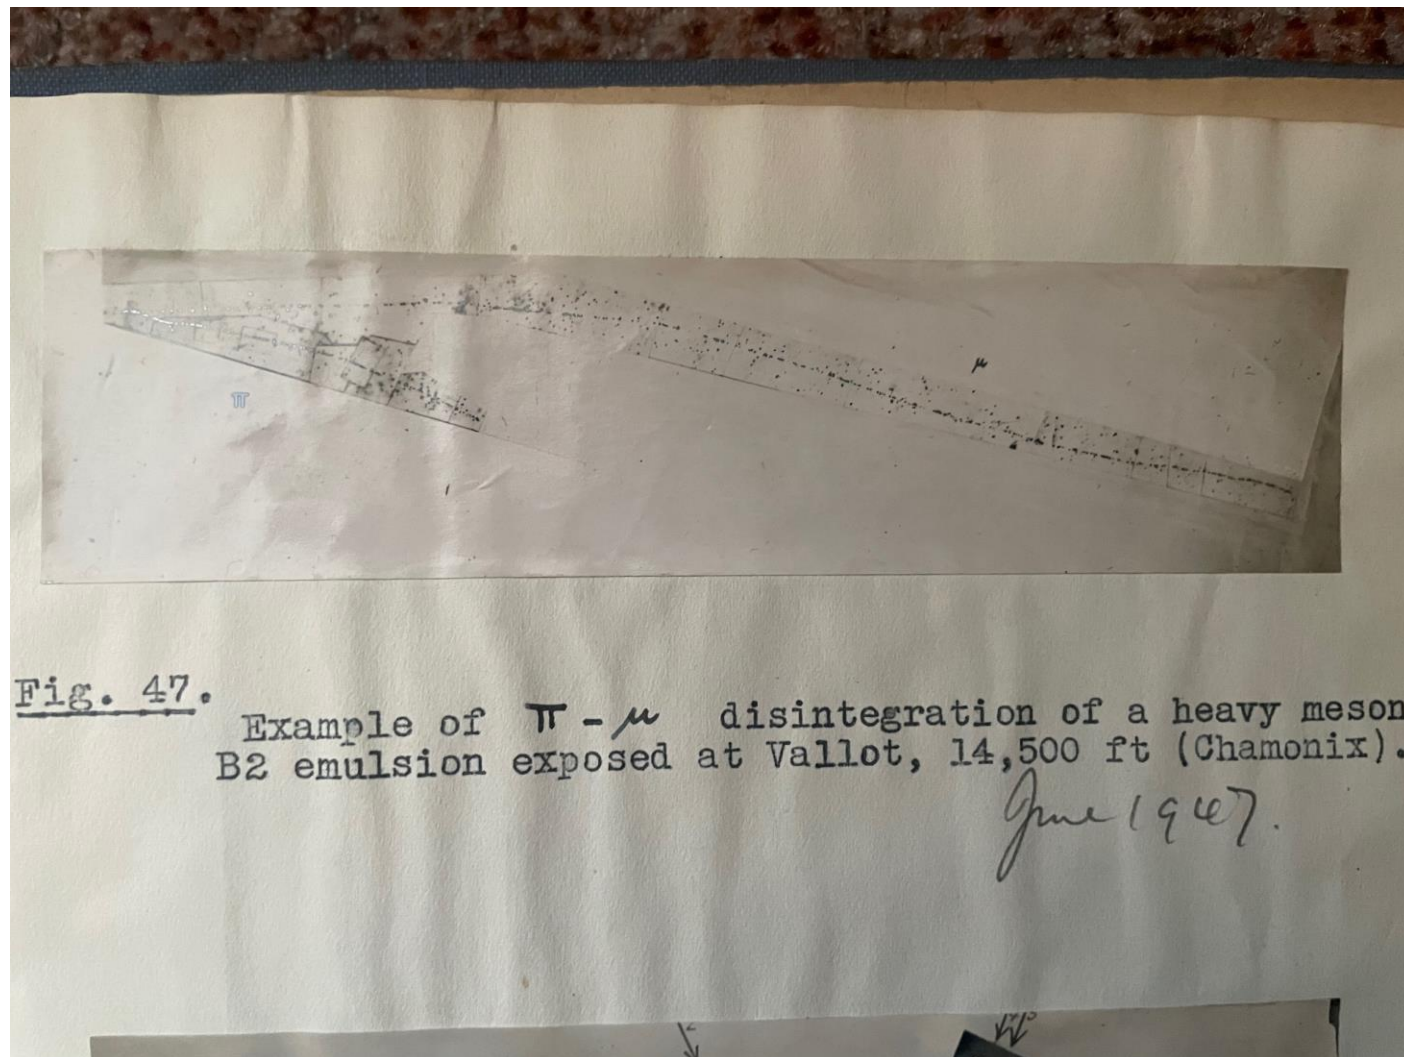 μ
π
Fig. 47.
Example of π - μ disintegration of a heavy meson
B2 emulsion exposed at Vallot, 14,500 ft (Chamonix).
June 1947.